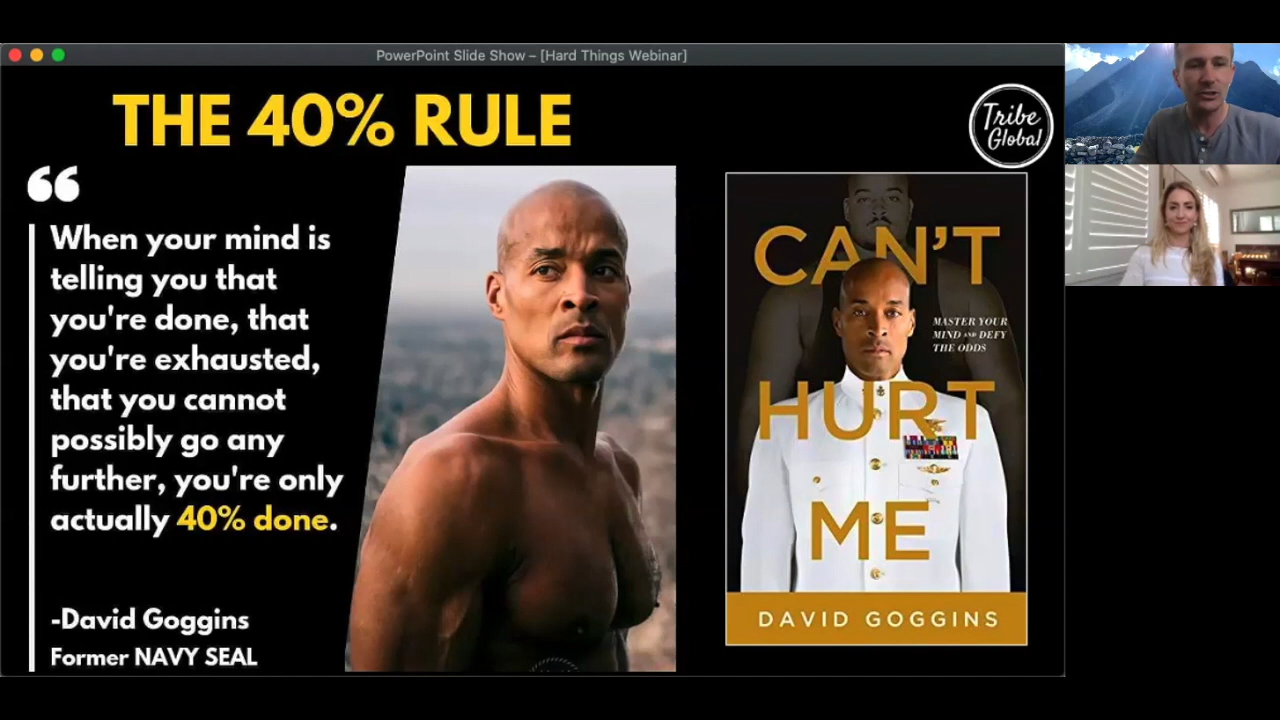 PowerPoint Slide Show – [Hard Things Webinar]
THE 40% RULE
Tribe
Global
“
When your mind is
telling you that
you're done, that
you're exhausted,
that you cannot
possibly go any
further, you're only
actually 40% done.
-David Goggins
Former NAVY SEAL
CAN'T
MASTER YOUR
MIND AND DEFY
THE ODDS
HURT
ME
DAVID GOGGINS